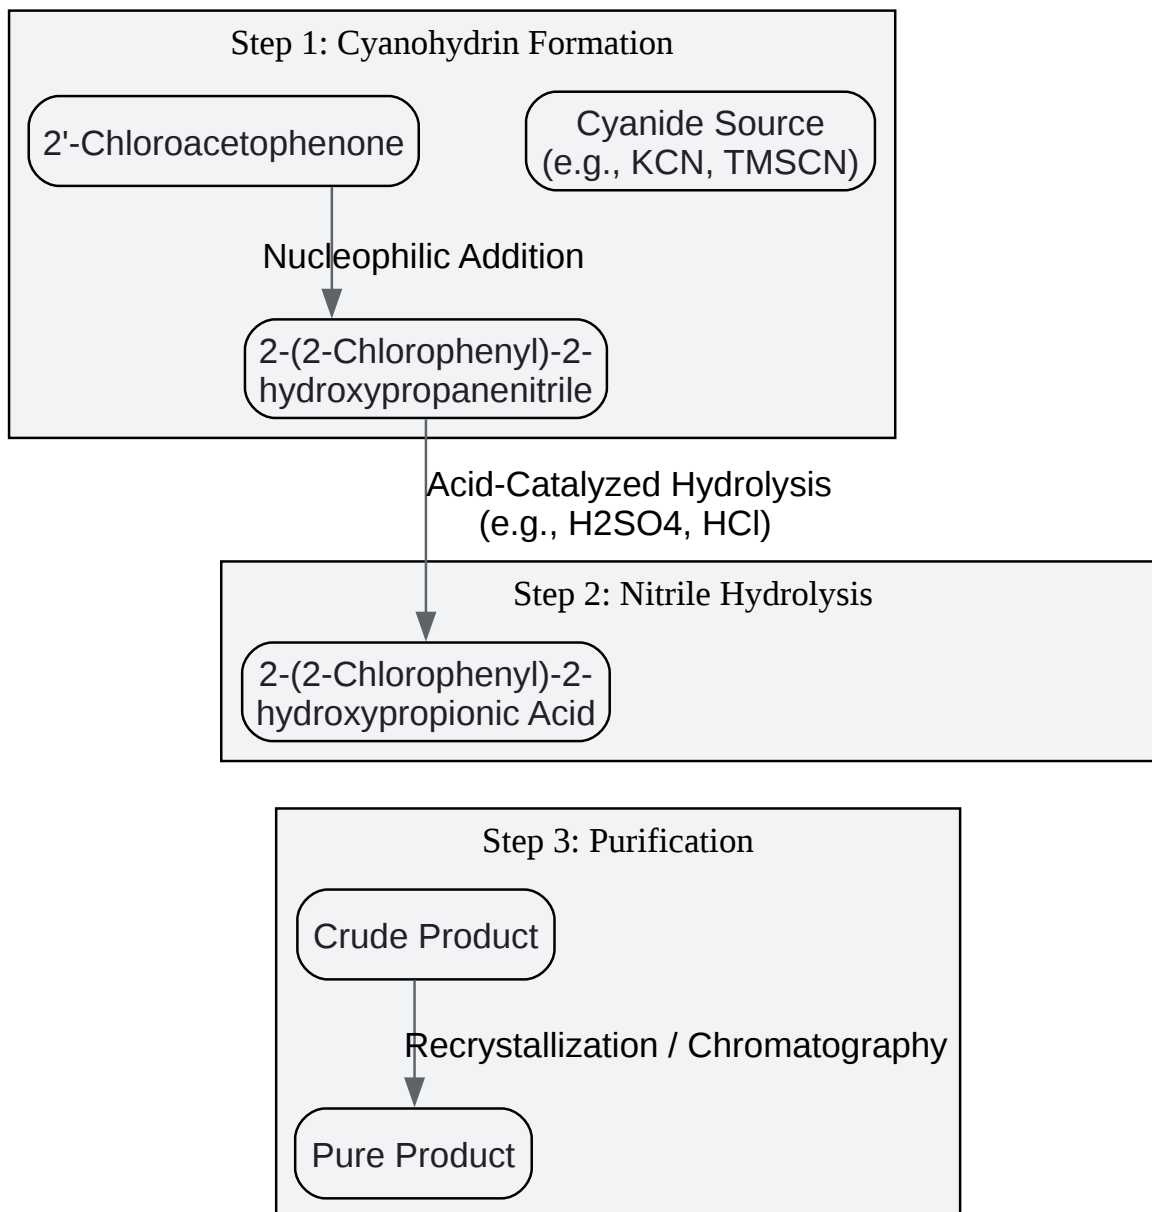 Step 1: Cyanohydrin Formation
2'-Chloroacetophenone
Cyanide Source
(e.g., KCN, TMSCN)
Nucleophilic Addition
2-(2-Chlorophenyl)-2-
hydroxypropanenitrile
Acid-Catalyzed Hydrolysis
(e.g., H2SO4, HCl)
Step 2: Nitrile Hydrolysis
2-(2-Chlorophenyl)-2-
hydroxypropionic Acid
Step 3: Purification
Crude Product
Recrystallization / Chromatography
Pure Product